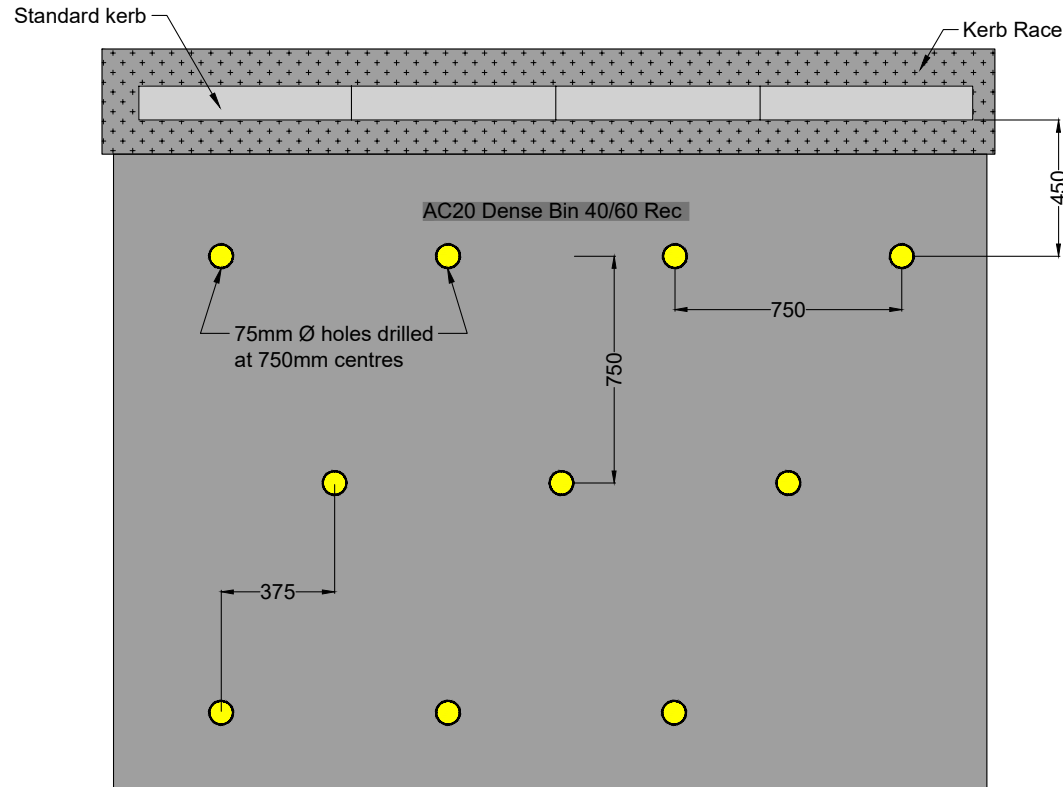 Standard kerb
Kerb Race
450
AC20 Dense Bin 40/60 Rec
750
75mm Ø holes drilled
at 750mm centres
750
375